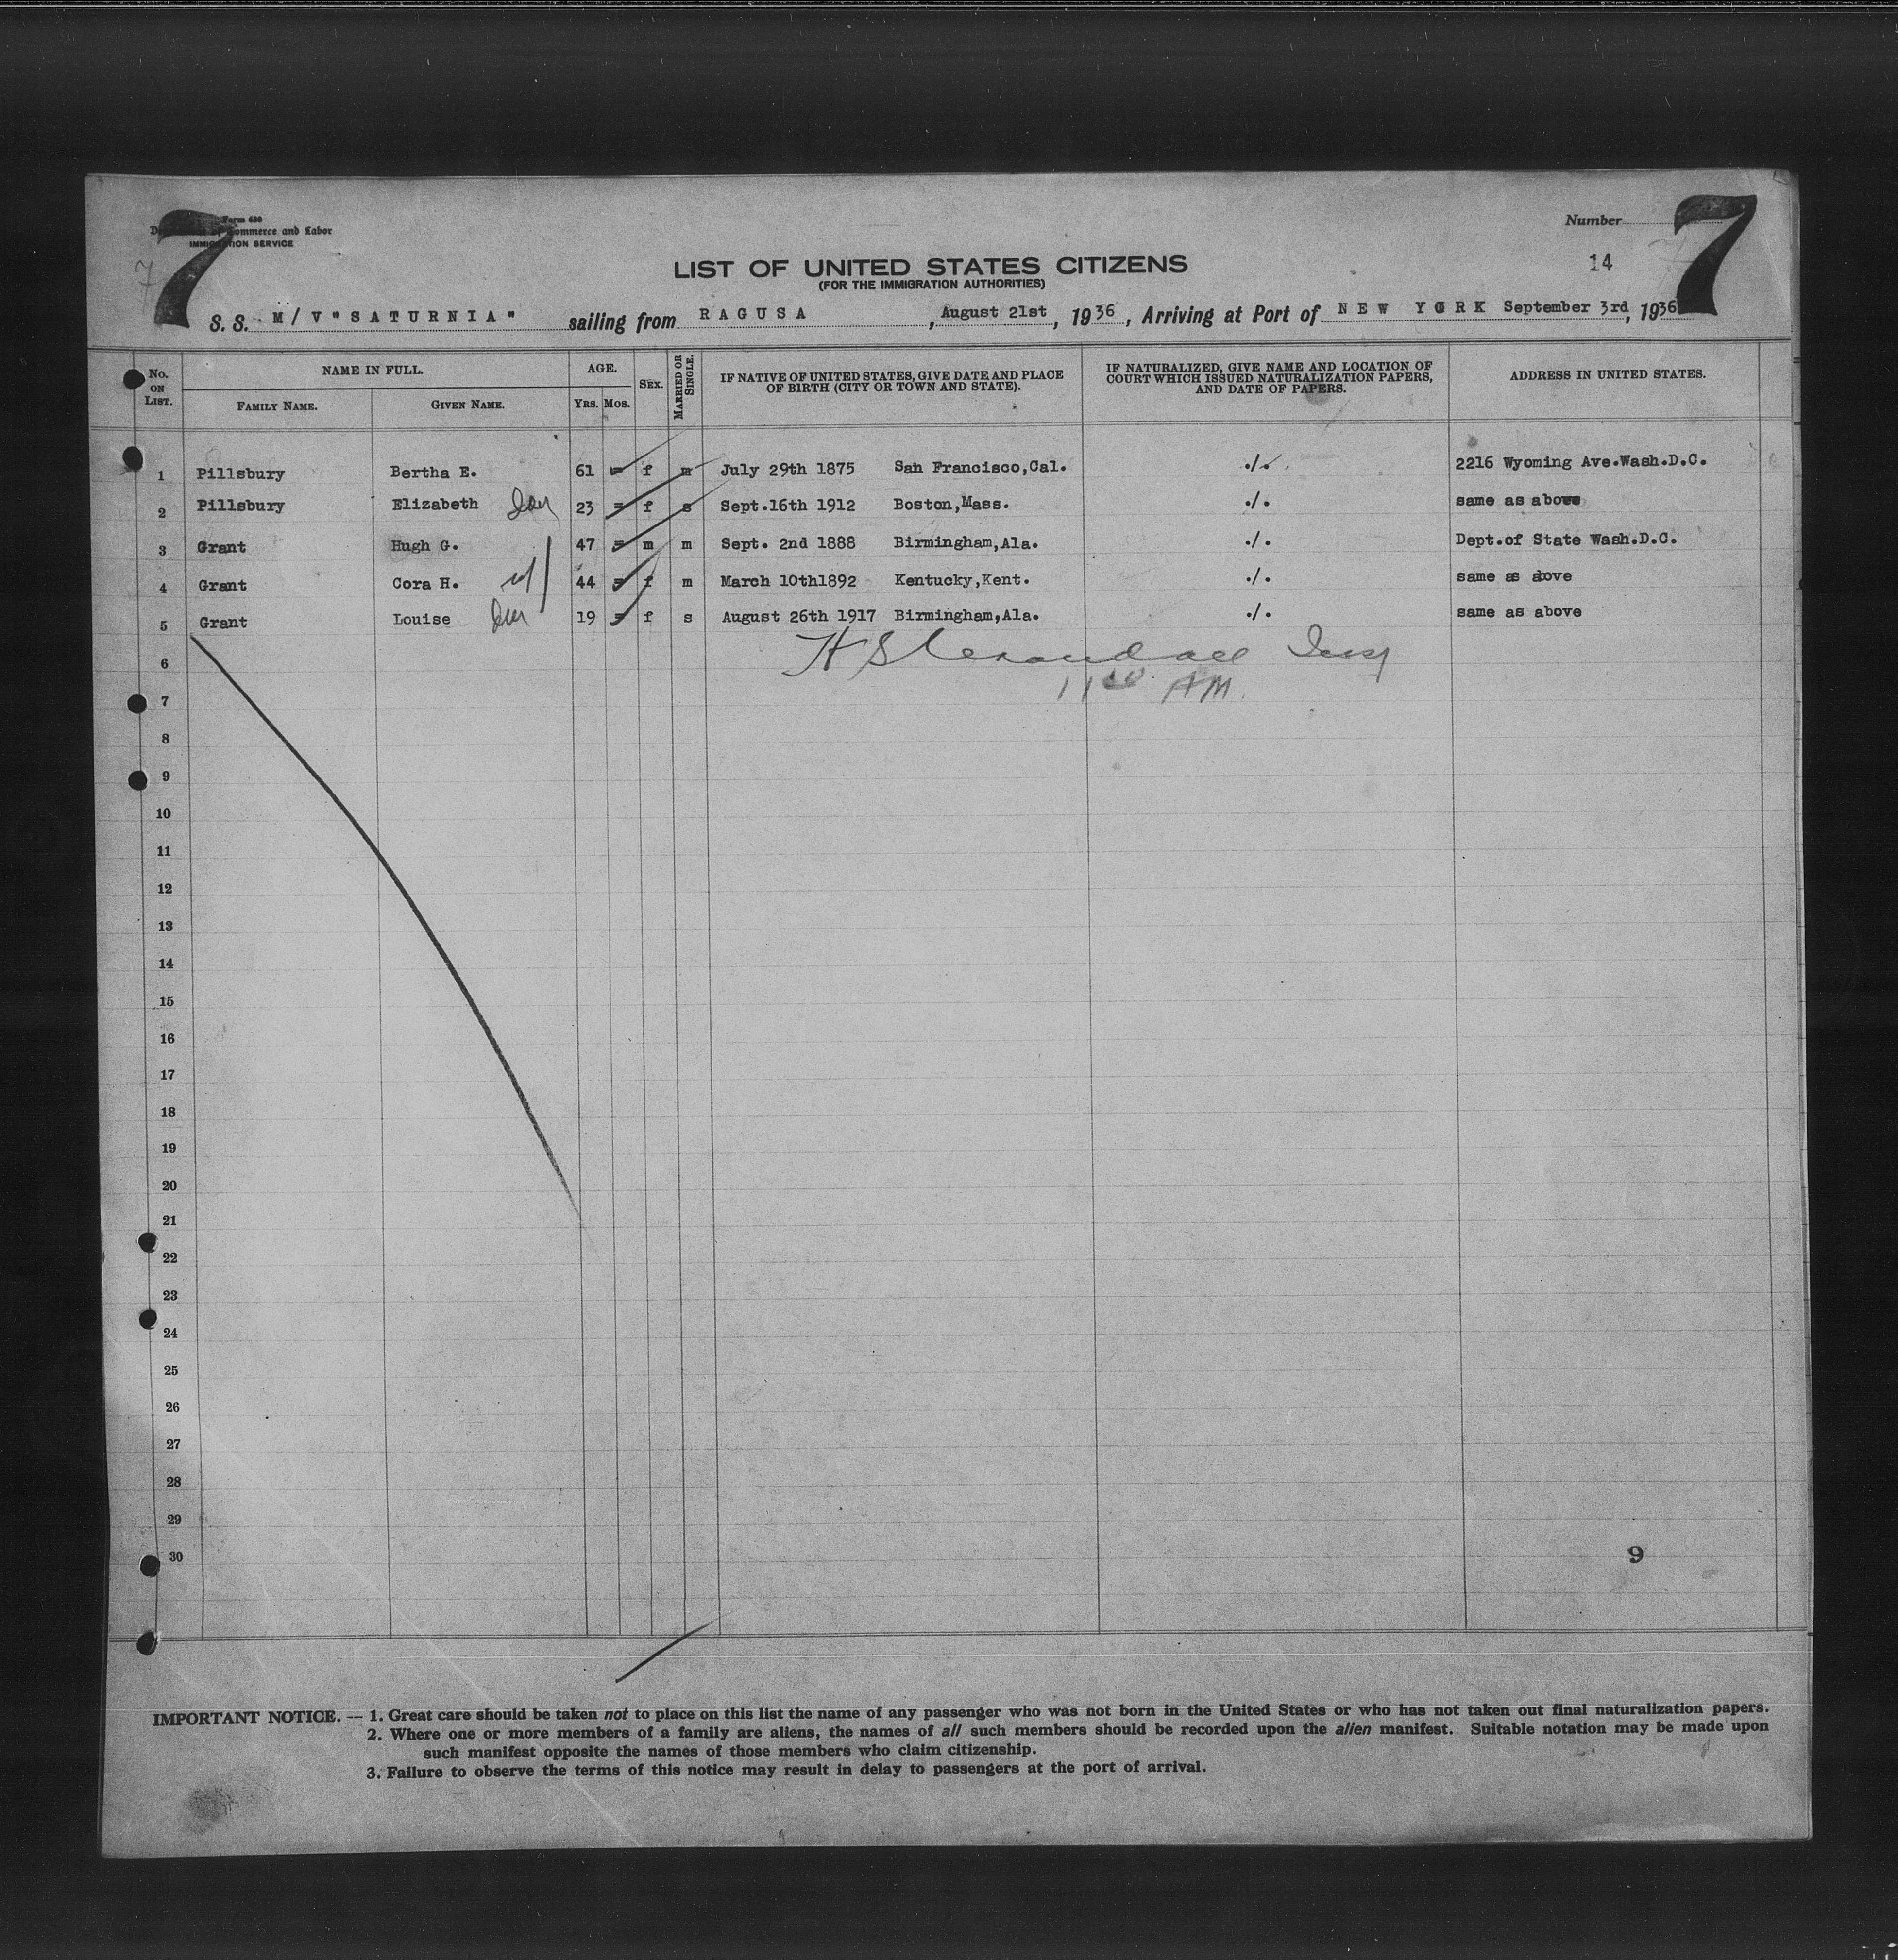 7
Form 630
Department of Commerce and Labor
IMMIGRATION SERVICE
Number
7
14
LIST OF UNITED STATES CITIZENS
(FOR THE IMMIGRATION AUTHORITIES)
S. S. M/V "SATURNIA" sailing from RAGUSA, August 21st, 1936, Arriving at Port of NEW YORK September 3rd, 1936
No. ON LIST. NAME IN FULL. AGE. SEX. MARRIED OR SINGLE. IF NATIVE OF UNITED STATES, GIVE DATE AND PLACE OF BIRTH (CITY OR TOWN AND STATE). IF NATURALIZED, GIVE NAME AND LOCATION OF COURT WHICH ISSUED NATURALIZATION PAPERS, AND DATE OF PAPERS. ADDRESS IN UNITED STATES.
FAMILY NAME. GIVEN NAME. YRS. MOS.
1 Pillsbury Bertha E. 61 = f m July 29th 1875 San Francisco,Cal. ./. 2216 Wyoming Ave.Wash.D.C.
2 Pillsbury Elizabeth 23 = f s Sept.16th 1912 Boston,Mass. ./. same as above
3 Grant Hugh G. 47 = m m Sept. 2nd 1888 Birmingham,Ala. ./. Dept.of State Wash.D.C.
4 Grant Cora H. wf 44 = f m March 10th1892 Kentucky,Kent. ./. same as above
5 Grant Louise 19 = f s August 26th 1917 Birmingham,Ala. ./. same as above
6
7 AM
8
9
10
11
12
13
14
15
16
17
18
19
20
21
22
23
24
25
26
27
28
29
30 9
IMPORTANT NOTICE. — 1. Great care should be taken not to place on this list the name of any passenger who was not born in the United States or who has not taken out final naturalization papers.
2. Where one or more members of a family are aliens, the names of all such members should be recorded upon the alien manifest. Suitable notation may be made upon
such manifest opposite the names of those members who claim citizenship.
3. Failure to observe the terms of this notice may result in delay to passengers at the port of arrival.